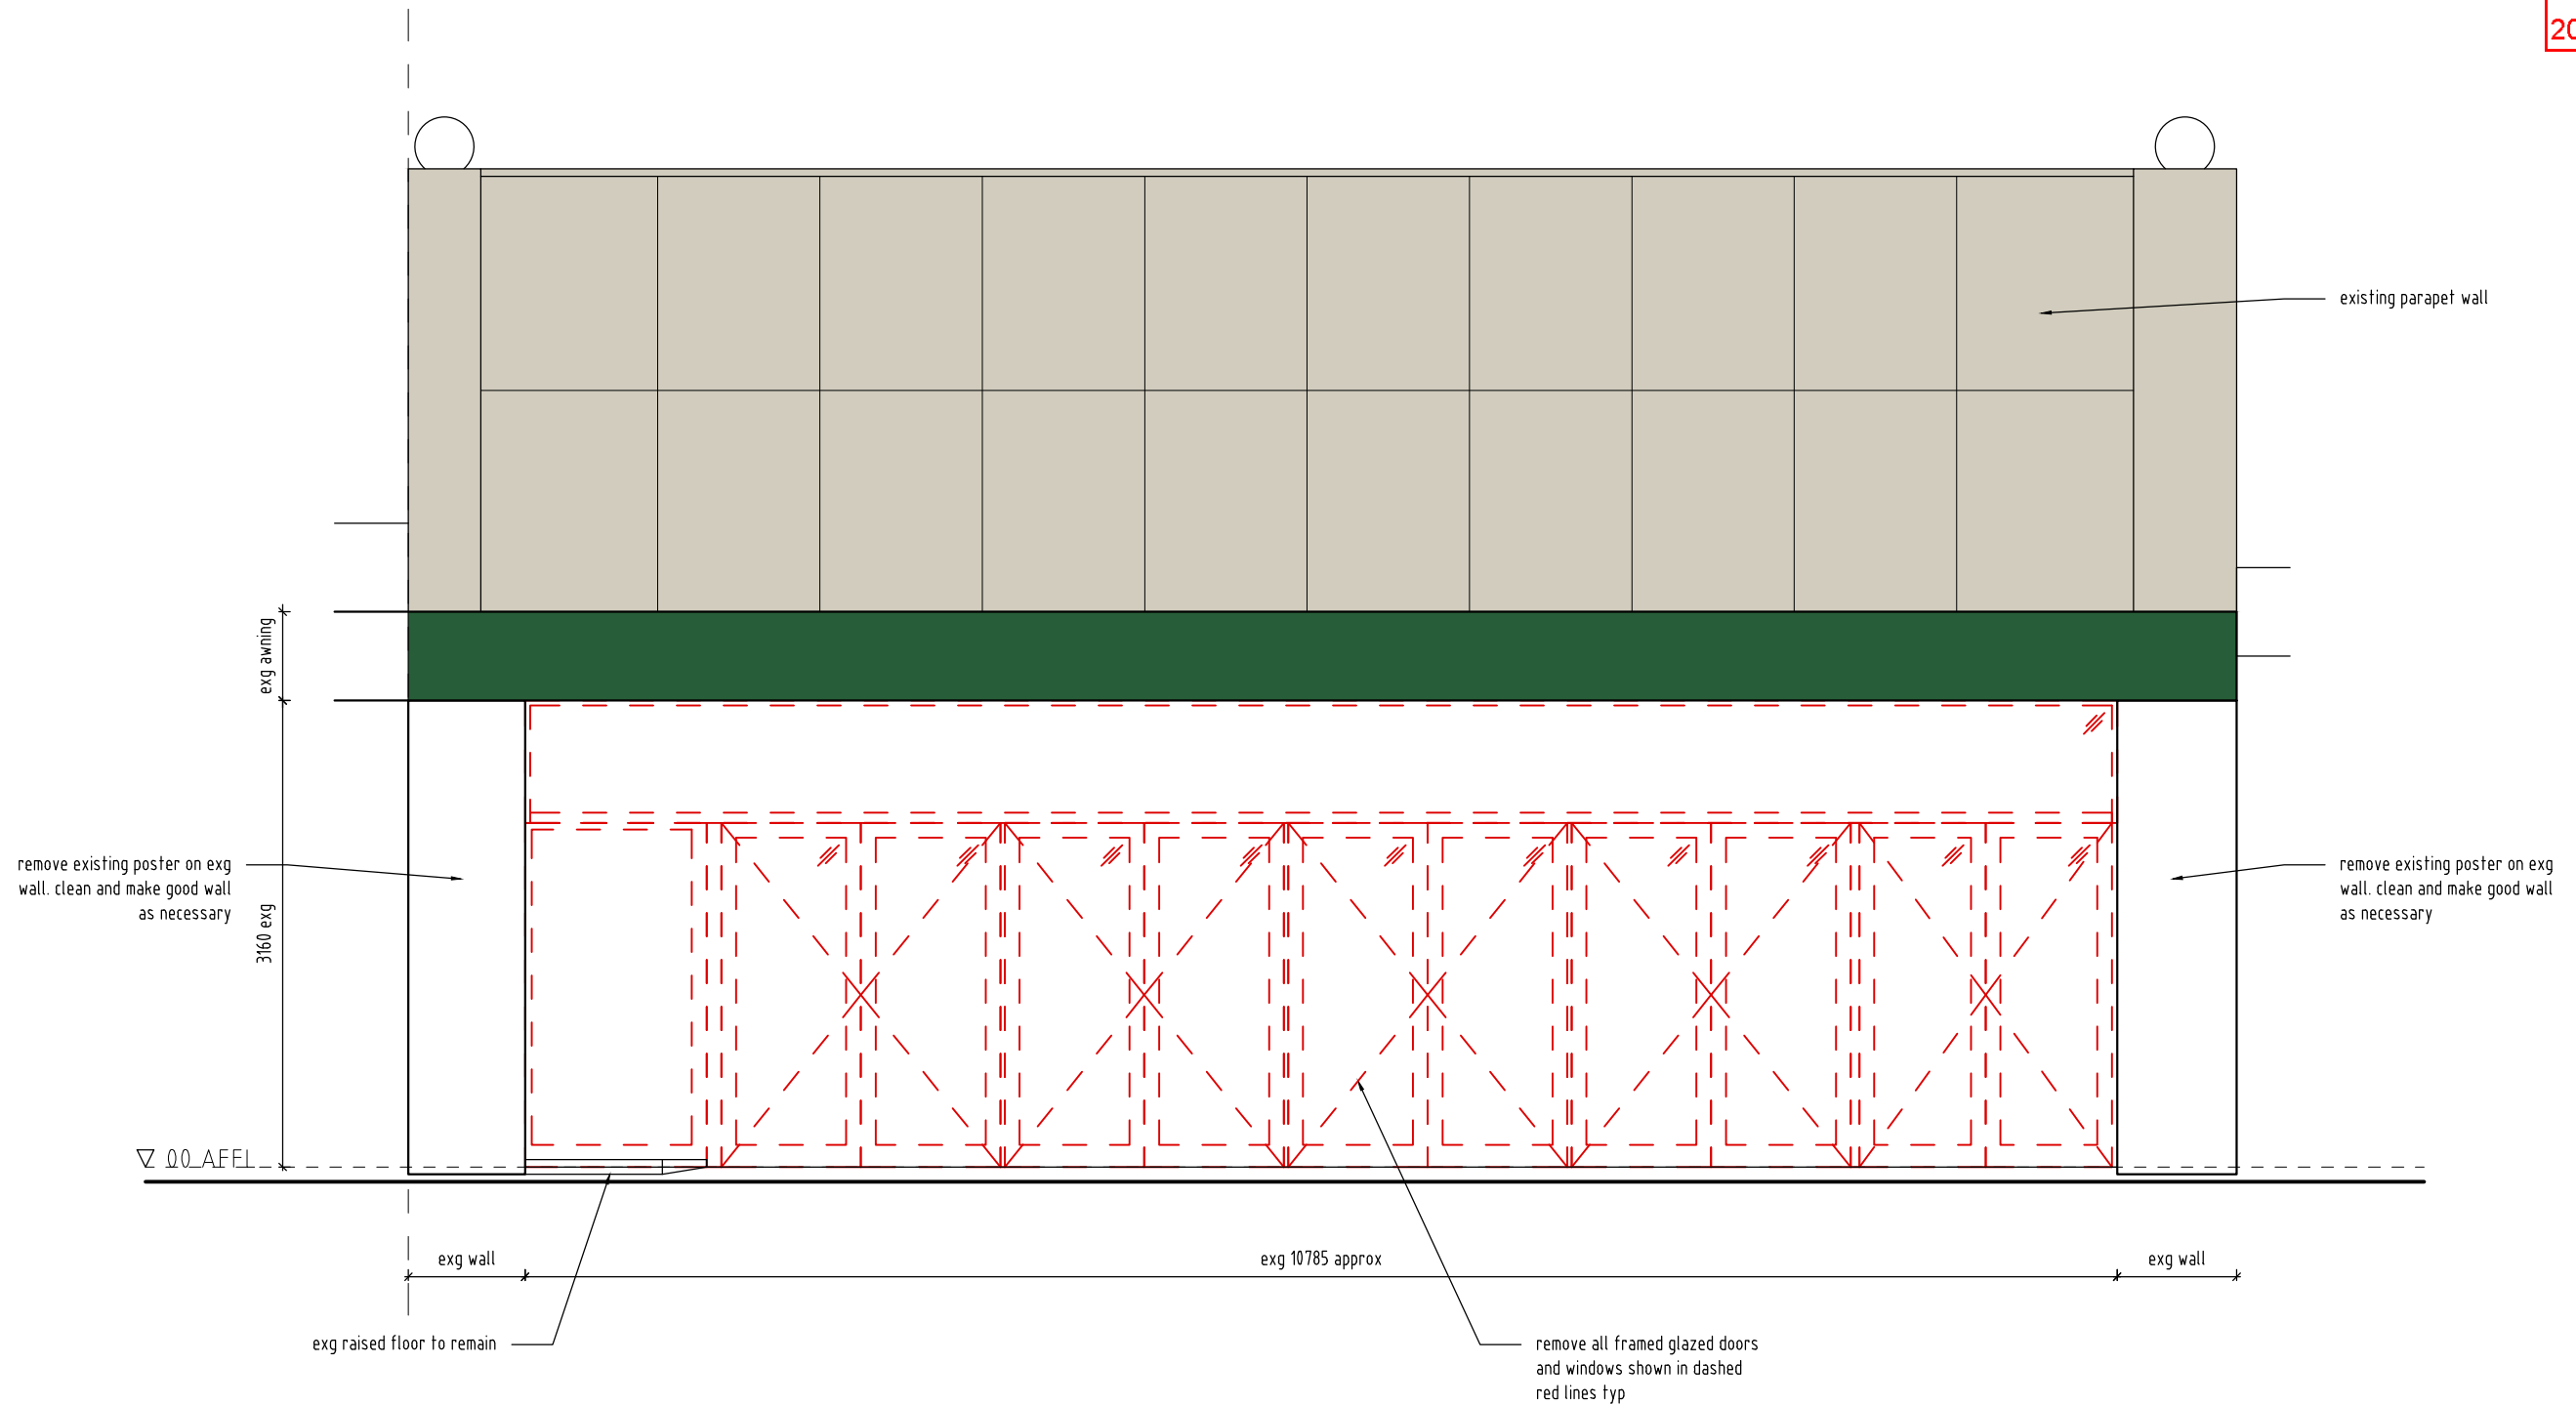 20
existing parapet wall
exg awning
remove existing poster on exg
wall. clean and make good wall
as necessary
3160 exg
remove existing poster on exg
wall. clean and make good wall
as necessary
00_AFFL
exg wall
exg 10785 approx
exg wall
exg raised floor to remain
remove all framed glazed doors
and windows shown in dashed
red lines typ